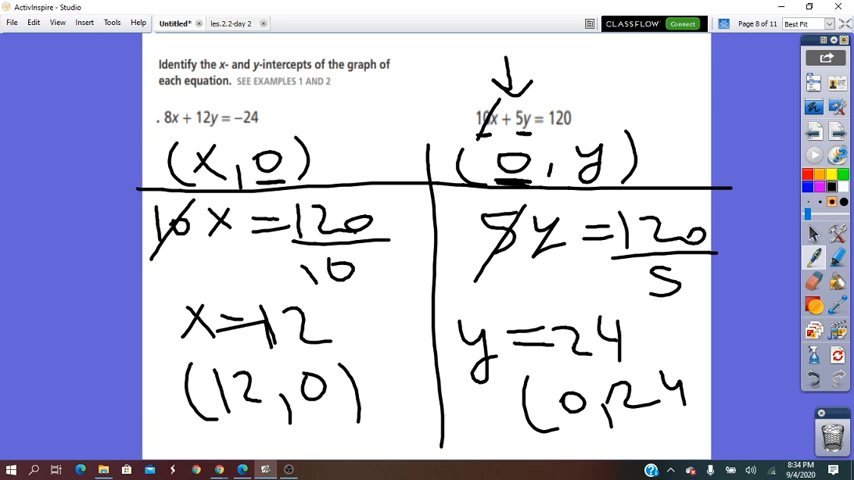 ActivInspire - Studio
File Edit View Insert Tools Help
Untitled* les.2.2-day 2
CLASSFLOW Connect Page 8 of 11 Best Fit
Identify the x- and y-intercepts of the graph of
each equation. SEE EXAMPLES 1 AND 2
. 8x + 12y = −24
10x + 5y = 120
(x, 0)
(0, y)
10 x = 120
10
5 y = 120
5
x = 12
y = 24
(12, 0)
(0, 24
8:34 PM
9/4/2020